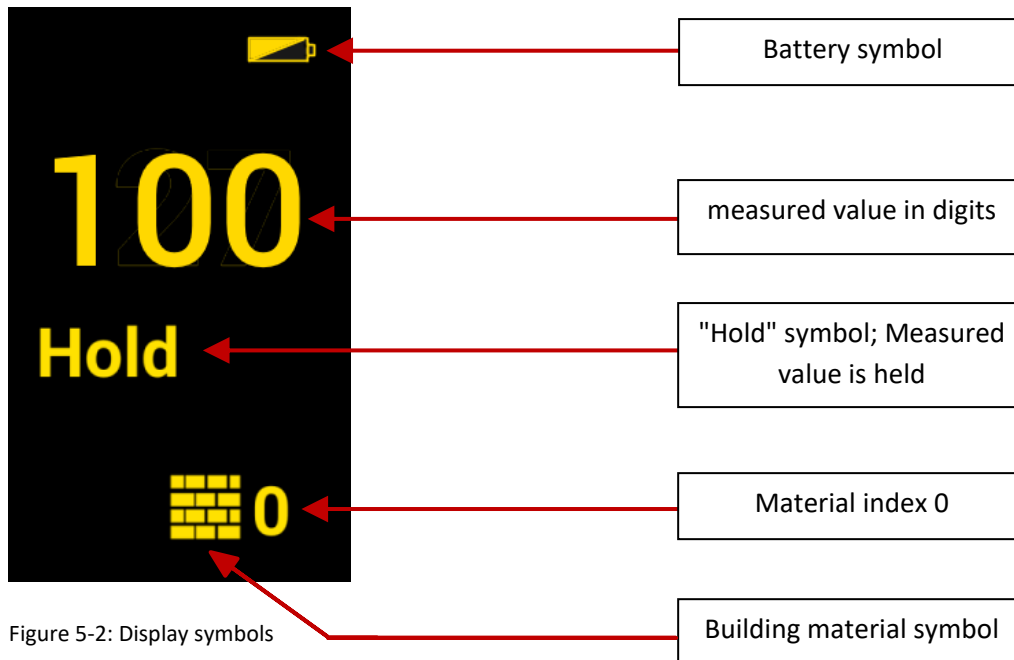 Battery symbol
100
measured value in digits
Hold
"Hold" symbol; Measured
value is held
0
Material index 0
Figure 5-2: Display symbols
Building material symbol